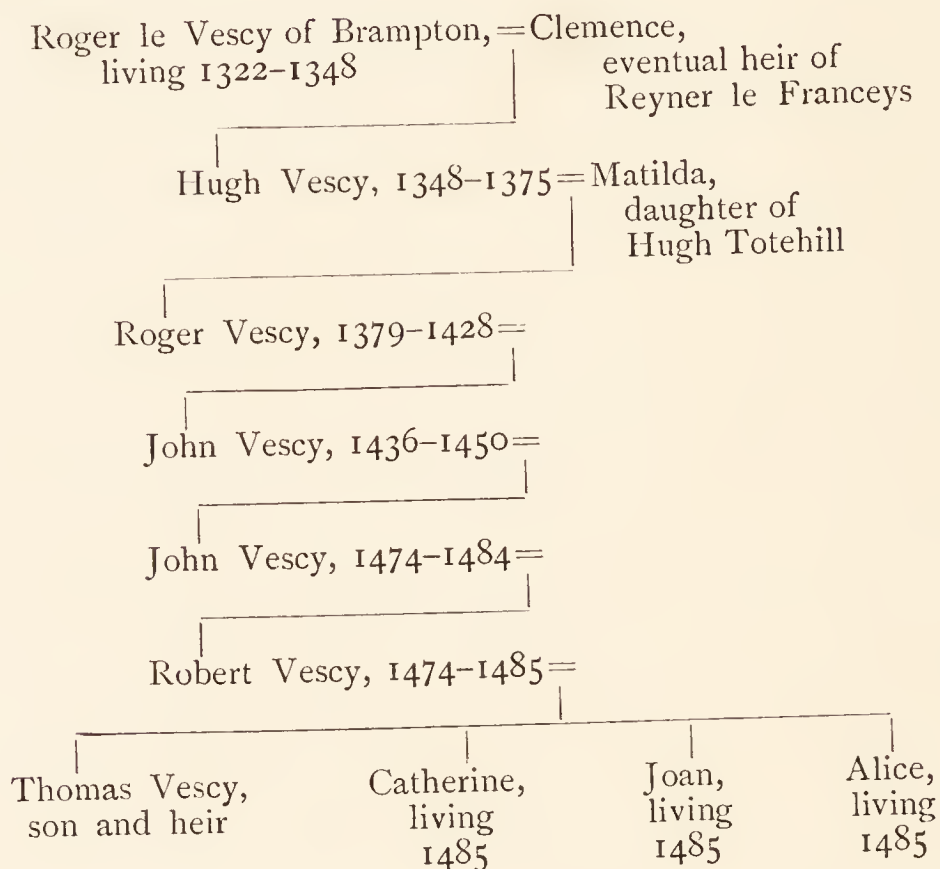 Roger le Vescy of Brampton,=Clemence,
living 1322–1348
eventual heir of
Reyner le Franceys
Hugh Vescy, 1348–1375=Matilda,
daughter of
Hugh Totehill
Roger Vescy, 1379–1428=
John Vescy, 1436–1450=
John Vescy, 1474–1484=
Robert Vescy, 1474–1485=
Thomas Vescy,
son and heir
Catherine,
living
1485
Joan,
living
1485
Alice,
living
1485